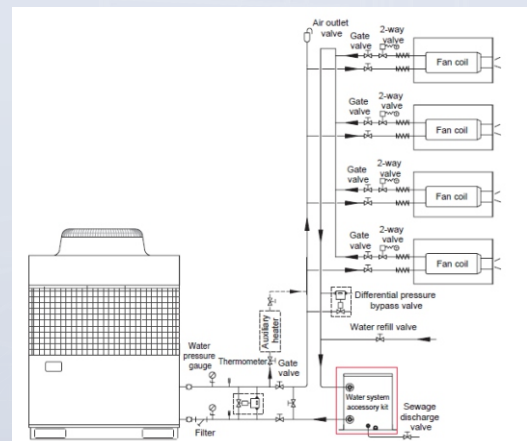 Air outlet
valve
Gate
valve
2-way
valve
Fan coil
Gate
valve
2-way
valve
Fan coil
Gate
valve
2-way
valve
Fan coil
Gate
valve
2-way
valve
Fan coil
Differential pressure
bypass valve
Auxiliary
heater
Water refill valve
Water
pressure
gauge
Thermometer
Gate
valve
Water system
accessory kit
Sewage
discharge
valve
Filter